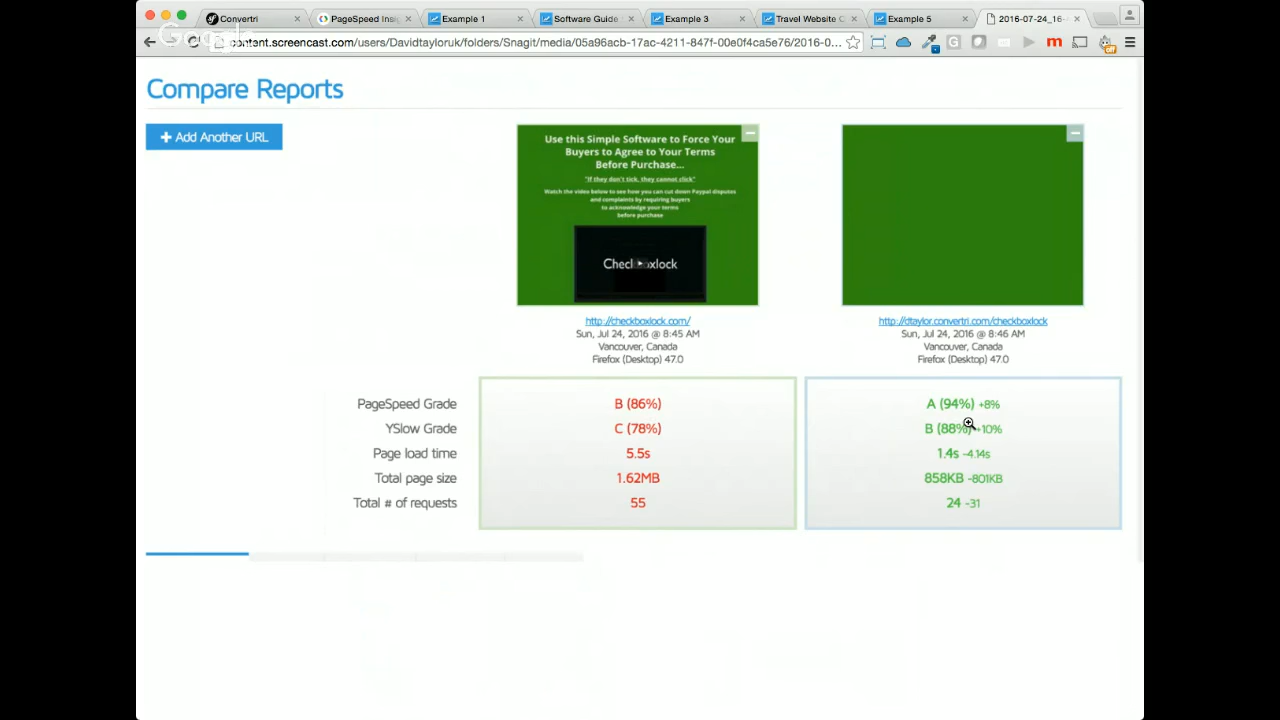 Convertri
PageSpeed Insi
Example 1
Software Guide
Example 3
Travel Website C
Example 5
2016-07-24_16-
Google
content.screencast.com/users/Davidtayloruk/folders/Snagit/media/05a96acb-17ac-4211-847f-00e0f4ca5e76/2016-0...
off
Compare Reports
+ Add Another URL
Use this Simple Software to Force Your
Buyers to Agree to Your Terms
Before Purchase...
"If they don't tick, they cannot click"
Watch the video below to see how you can cut down Paypal disputes
and complaints by requiring buyers
to acknowledge your terms
before purchase
Checkboxlock
http://checkboxlock.com/
Sun, Jul 24, 2016 @ 8:45 AM
Vancouver, Canada
Firefox (Desktop) 47.0
http://dtaylor.convertri.com/checkboxlock
Sun, Jul 24, 2016 @ 8:46 AM
Vancouver, Canada
Firefox (Desktop) 47.0
PageSpeed Grade B (86%) A (94%) +8%
YSlow Grade C (78%) B (88%) +10%
Page load time 5.5s 1.4s -4.14s
Total page size 1.62MB 858KB -801KB
Total # of requests 55 24 -31